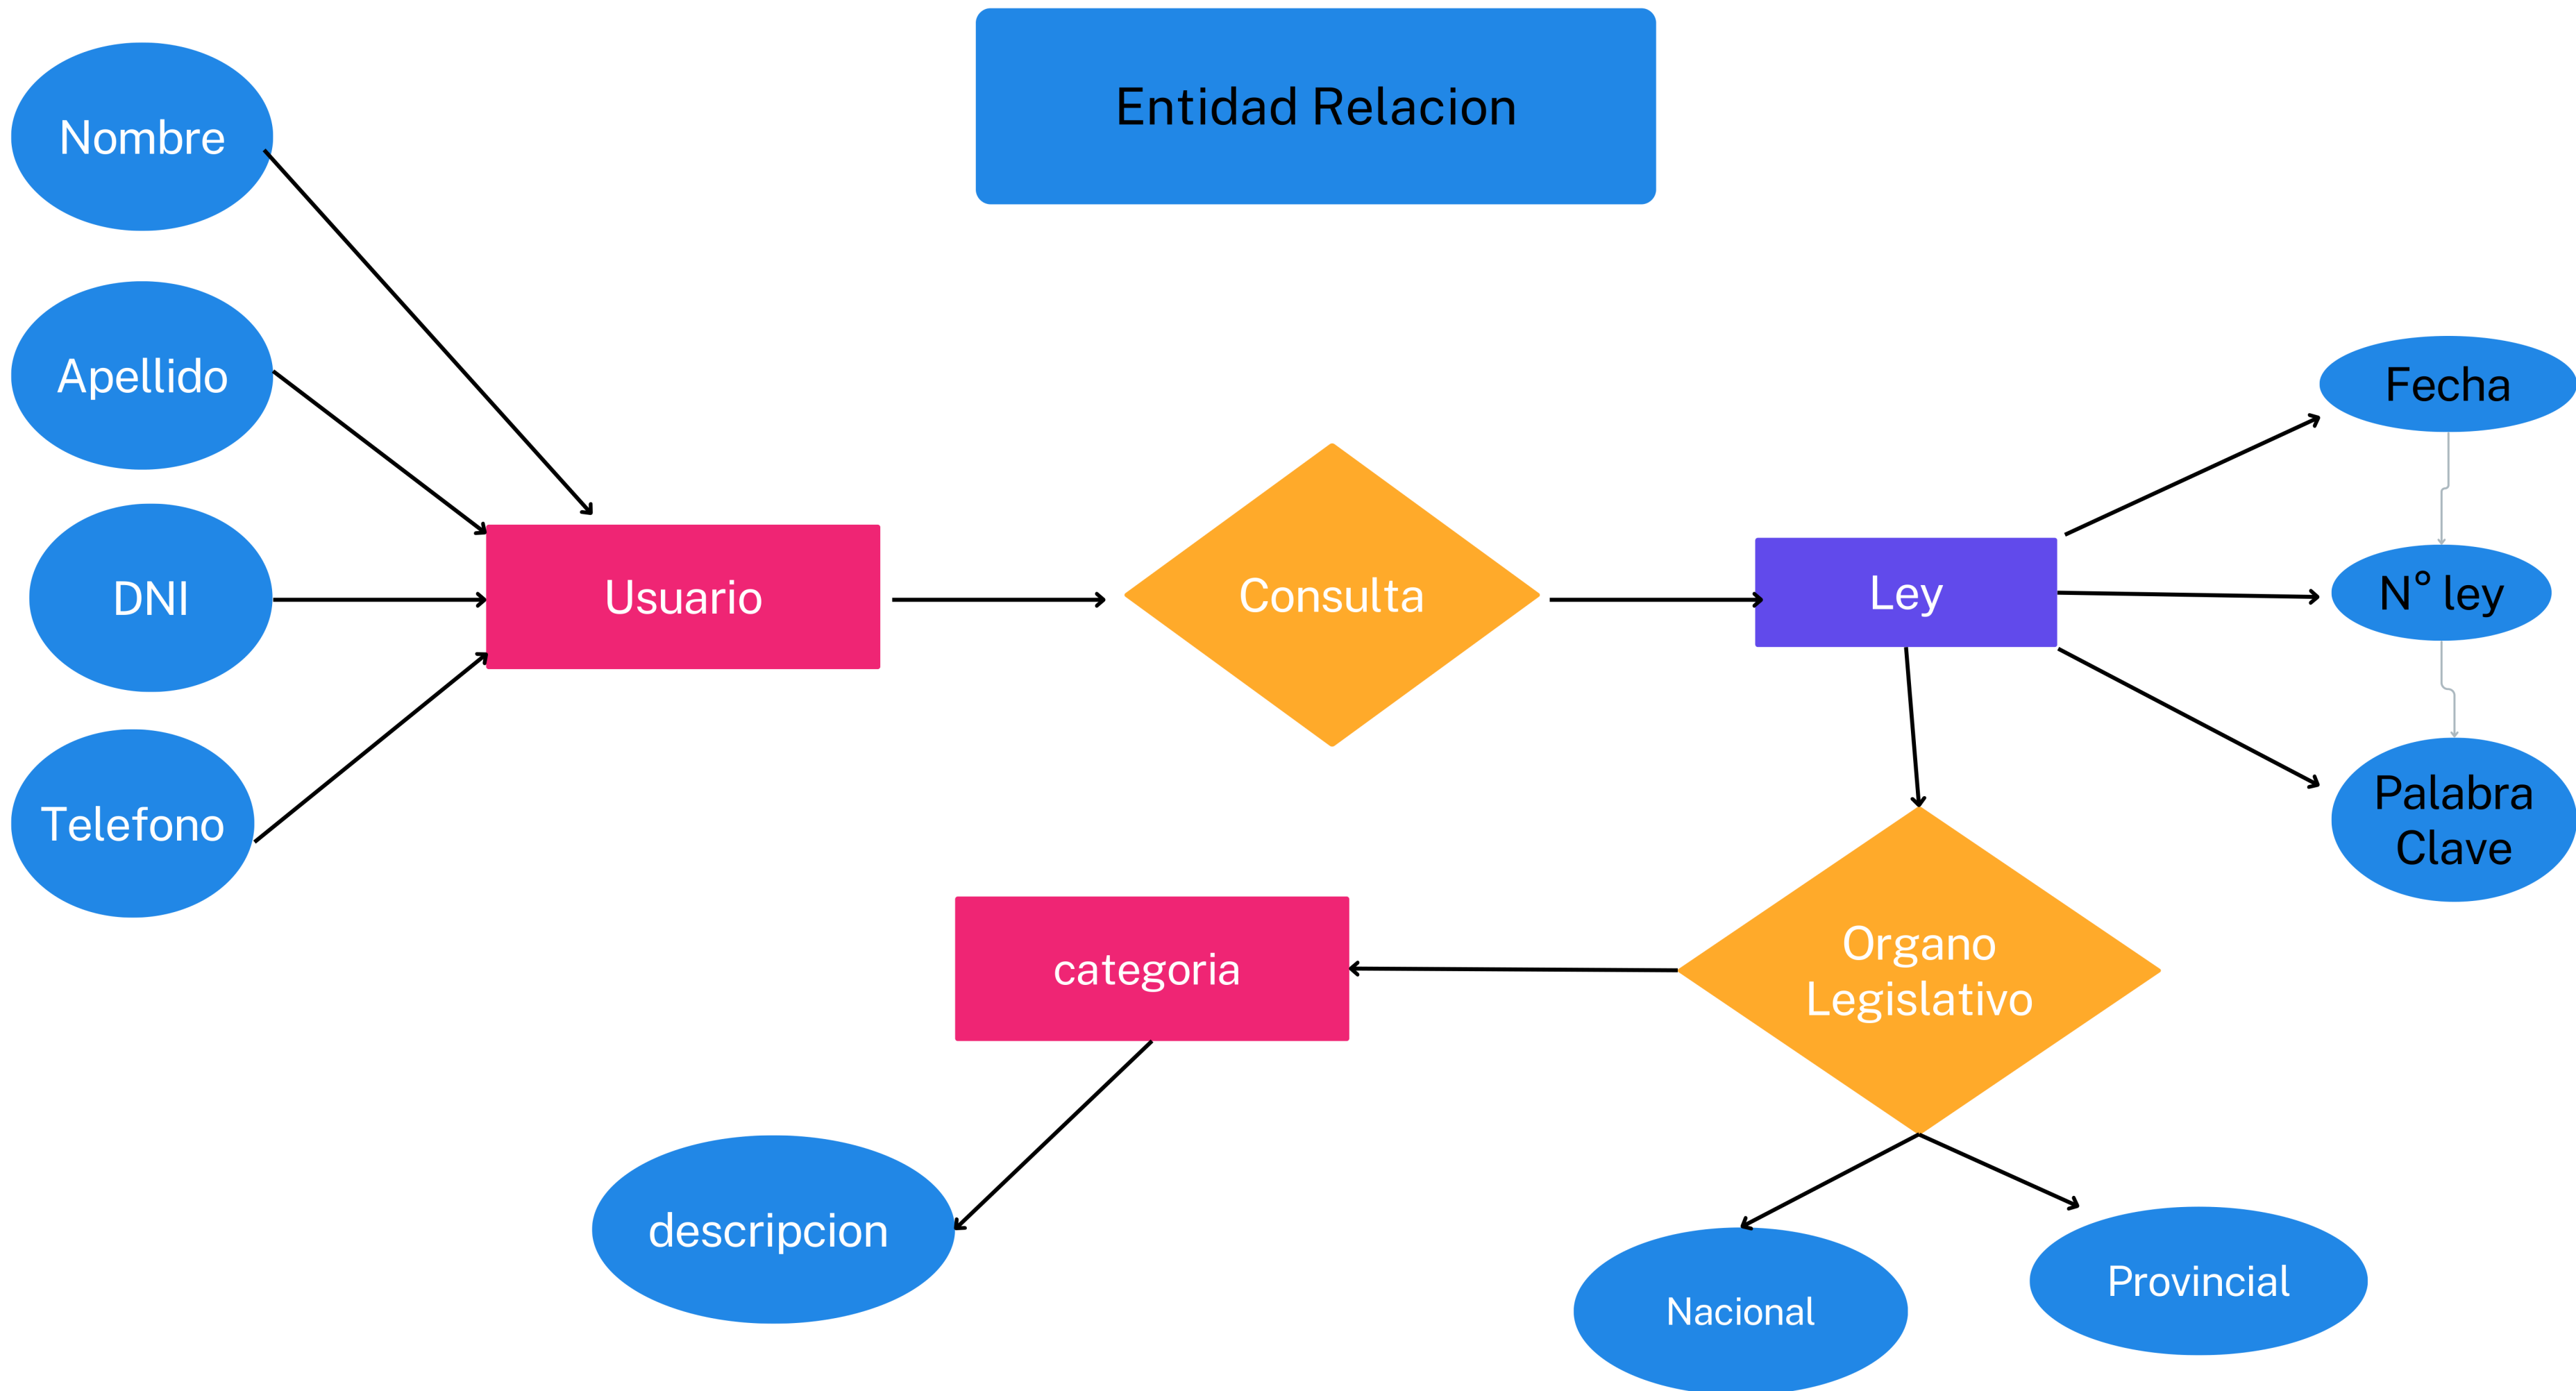 Entidad Relacion
Nombre
Apellido
DNI
Telefono
Usuario
Consulta
Ley
Fecha
N° ley
Palabra
Clave
categoria
Organo
Legislativo
descripcion
Nacional
Provincial